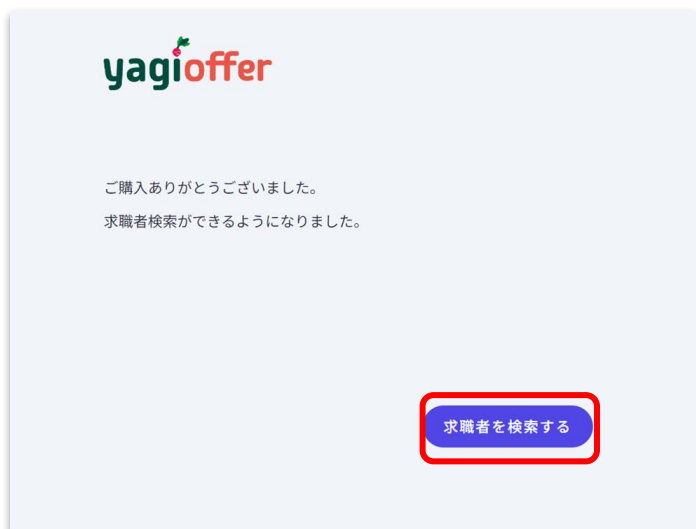 yagioffer
ご購入ありがとうございました。
求職者検索ができるようになりました。
求職者を検索する